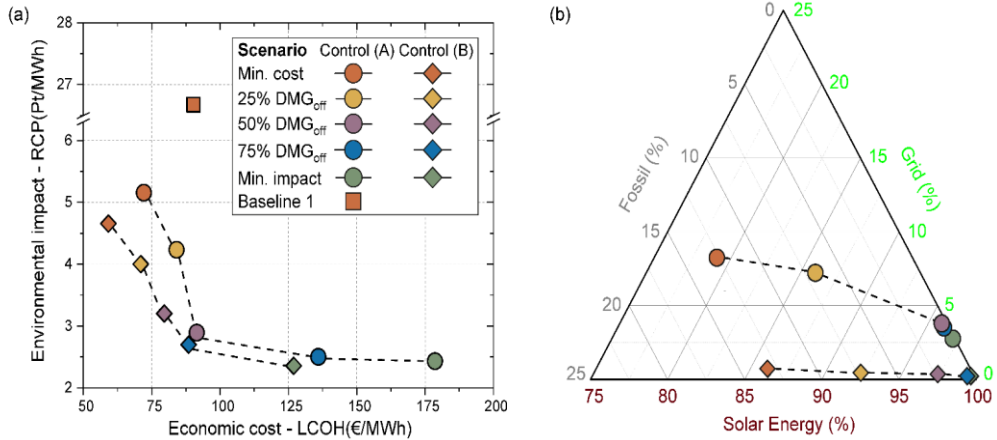 (a)
28
27
6
5
4
3
2
Environmental impact - RCP(Pt/MWh)
50 75 100 125 150 175 200
Economic cost - LCOH(€/MWh)
Scenario Control (A) Control (B)
Min. cost
25% DMGoff
50% DMGoff
75% DMGoff
Min. impact
Baseline 1
(b)
0
5
10
15
20
25
Fossil (%)
25
20
15
10
5
0
Grid (%)
75 80 85 90 95 100
Solar Energy (%)